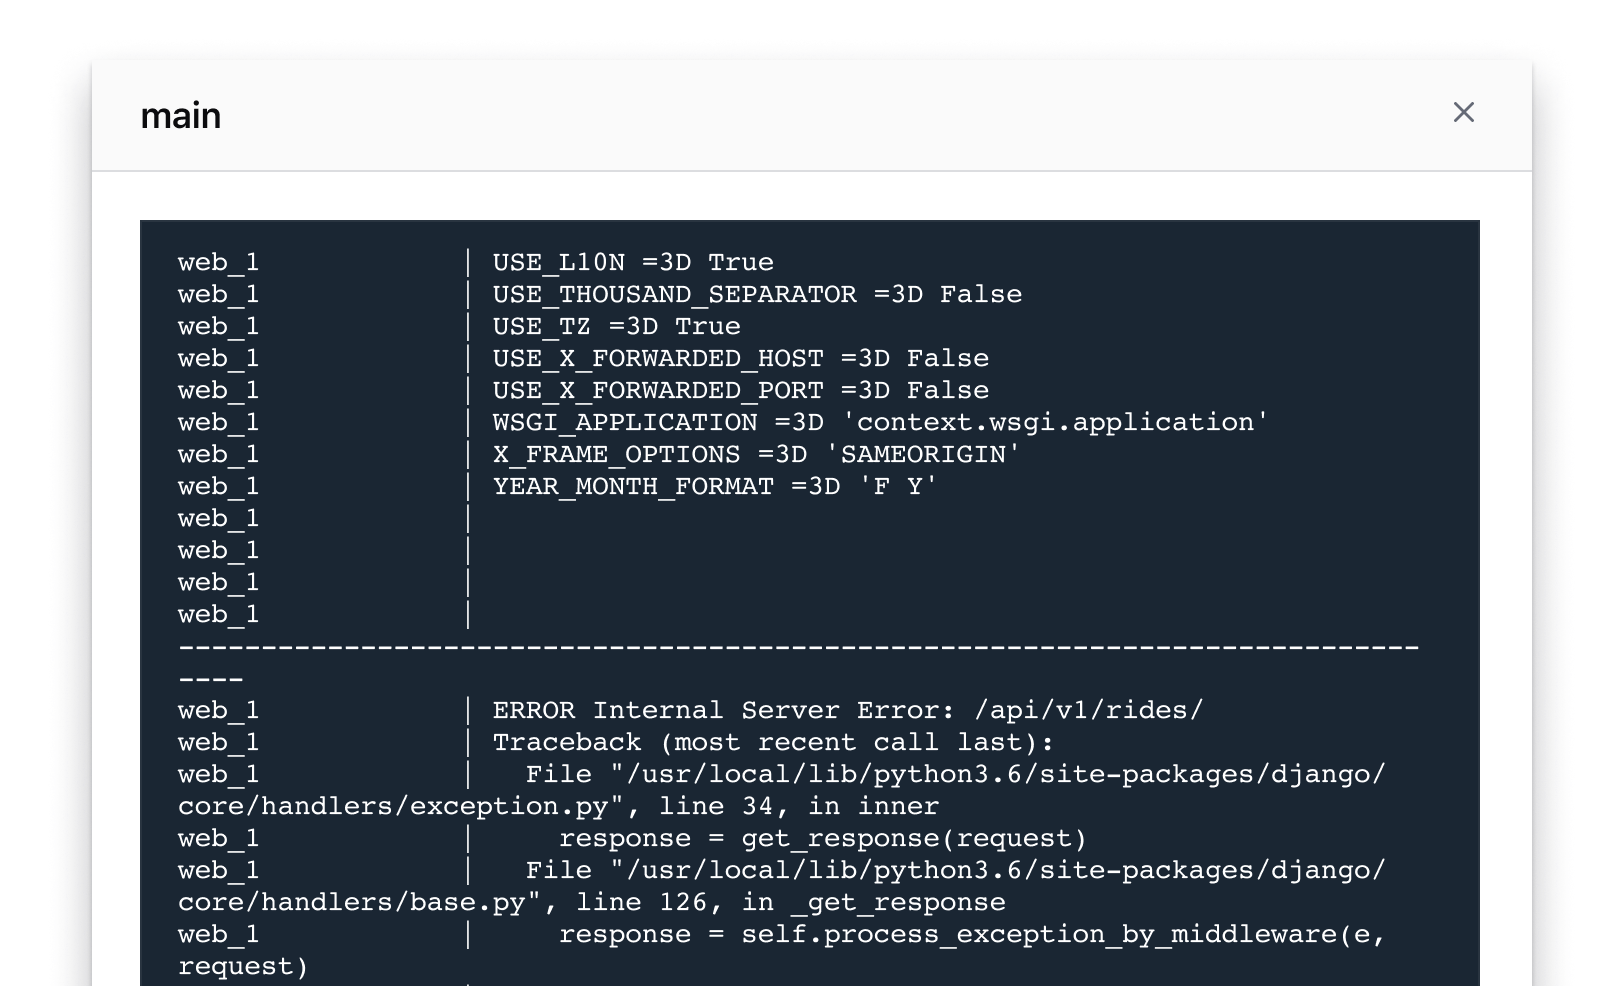 main
web_1 | USE_L10N =3D True
web_1 | USE_THOUSAND_SEPARATOR =3D False
web_1 | USE_TZ =3D True
web_1 | USE_X_FORWARDED_HOST =3D False
web_1 | USE_X_FORWARDED_PORT =3D False
web_1 | WSGI_APPLICATION =3D 'context.wsgi.application'
web_1 | X_FRAME_OPTIONS =3D 'SAMEORIGIN'
web_1 | YEAR_MONTH_FORMAT =3D 'F Y'
web_1 |
web_1 |
web_1 |
web_1 |
---------------------------------------------------------------------------
----
web_1 | ERROR Internal Server Error: /api/v1/rides/
web_1 | Traceback (most recent call last):
web_1 |   File "/usr/local/lib/python3.6/site-packages/django/
core/handlers/exception.py", line 34, in inner
web_1 |     response = get_response(request)
web_1 |   File "/usr/local/lib/python3.6/site-packages/django/
core/handlers/base.py", line 126, in _get_response
web_1 |     response = self.process_exception_by_middleware(e,
request)